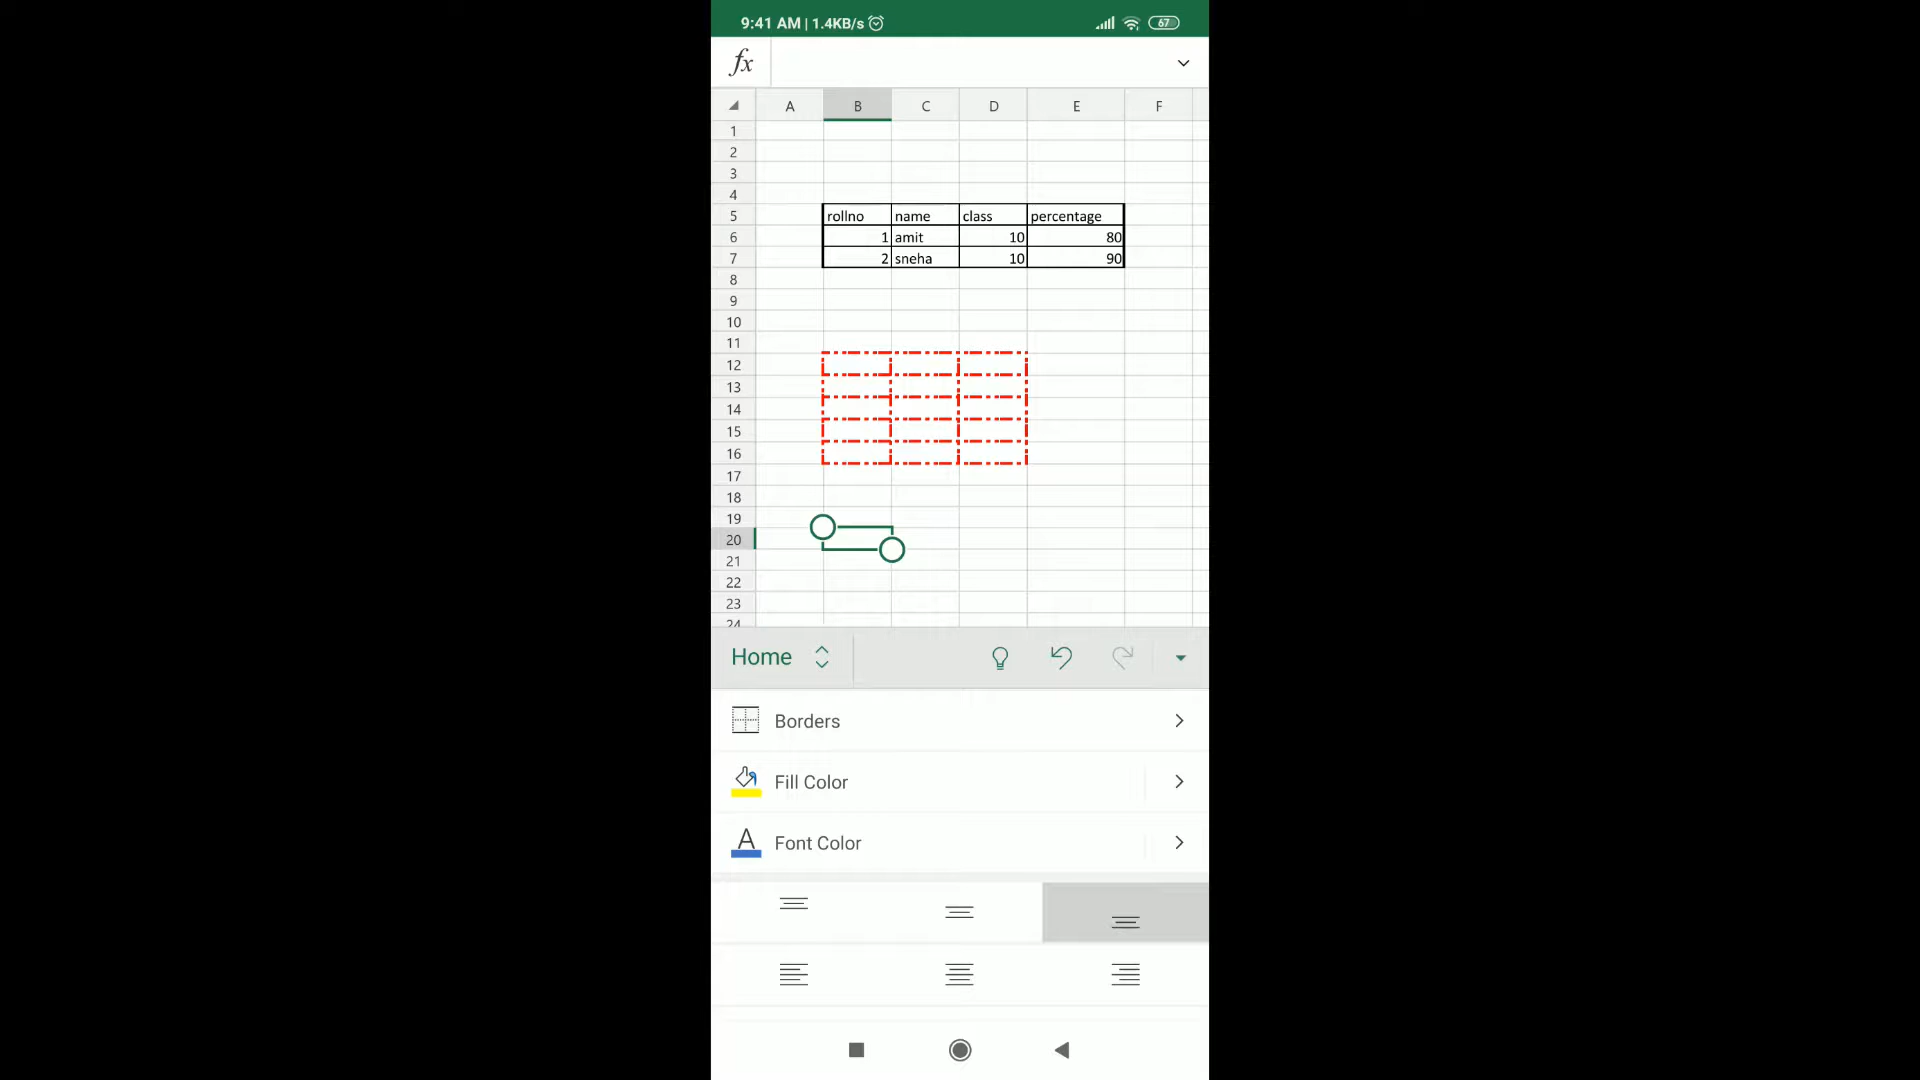 9:41 AM | 1.4KB/s 67
fx
A B C D E F
1
2
3
4
5 rollno name class percentage
6 1 amit 10 80
7 2 sneha 10 90
8
9
10
11
12
13
14
15
16
17
18
19
20
21
22
23
24
Home
Borders
Fill Color
A Font Color